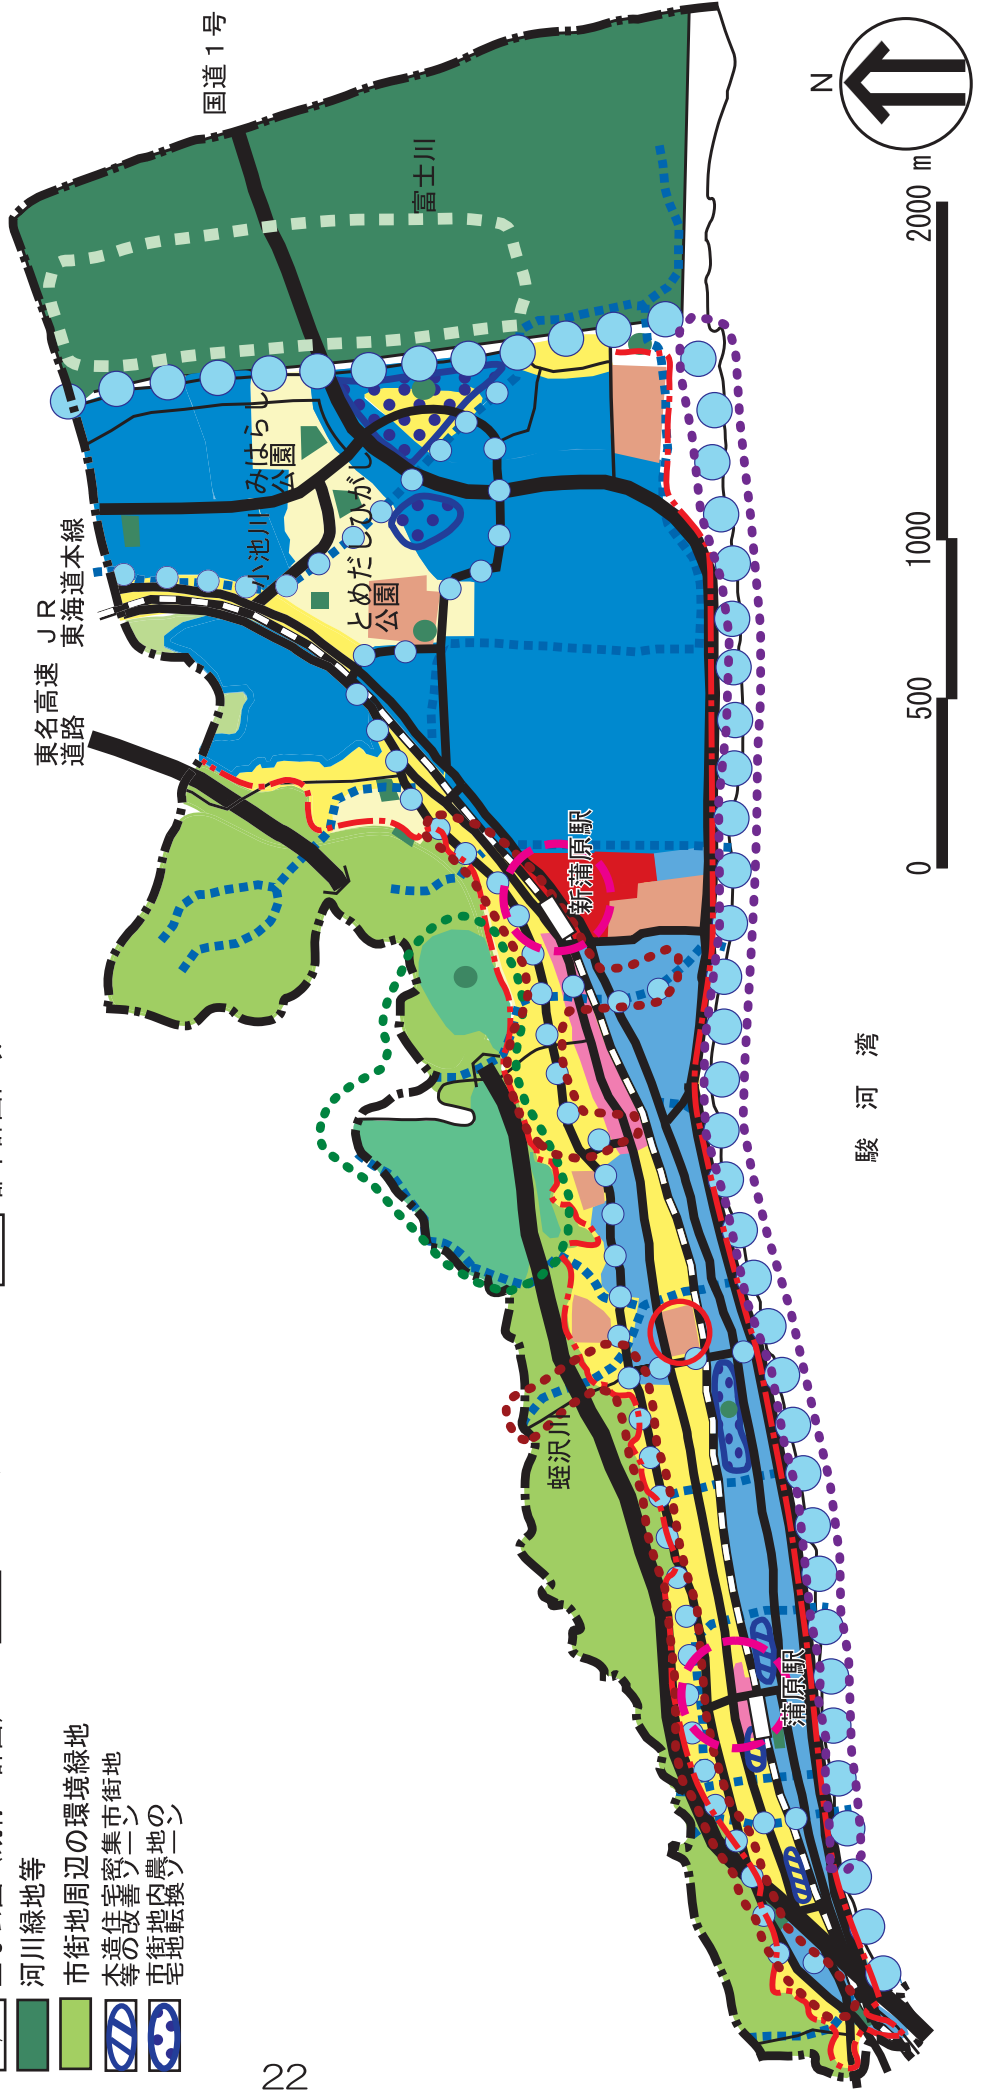 国道1号
富士川
N
2000 m
1000
500
0
みはらし
公園
小池川
とめだしひがし
公園
JR
東海道本線
東名高速
道路
新蒲原駅
駿河湾
蛭沢川
蒲原駅
河川緑地等
市街地周辺の環境緑地
木造住宅密集市街地
等の改善ゾーン
市街地内農地の
宅地転換ゾーン
22